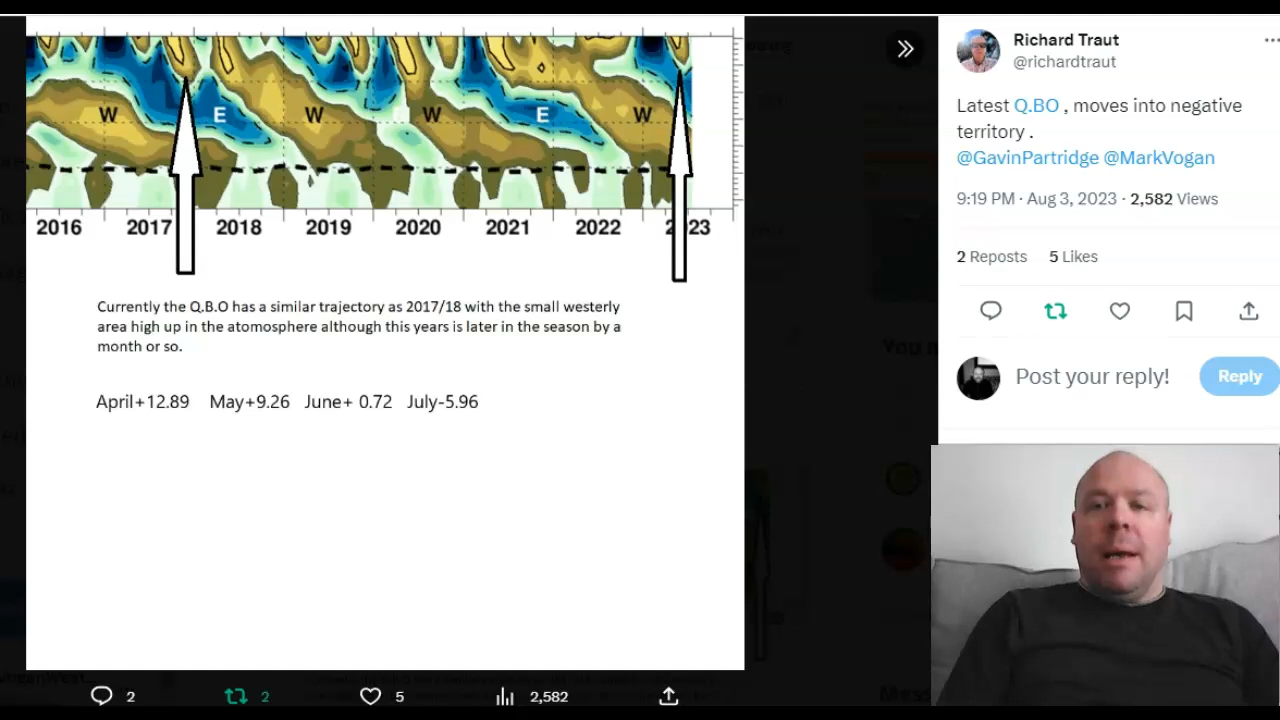 W E W W E W
2016 2017 2018 2019 2020 2021 2022 2023
Currently the Q.B.O has a similar trajectory as 2017/18 with the small westerly
area high up in the atomosphere although this years is later in the season by a
month or so.
April+12.89 May+9.26 June+ 0.72 July-5.96
2 2 5 2,582
Richard Traut
@richardtraut
Latest Q.BO , moves into negative
territory .
@GavinPartridge @MarkVogan
9:19 PM · Aug 3, 2023 · 2,582 Views
2 Reposts 5 Likes
Post your reply!
Reply